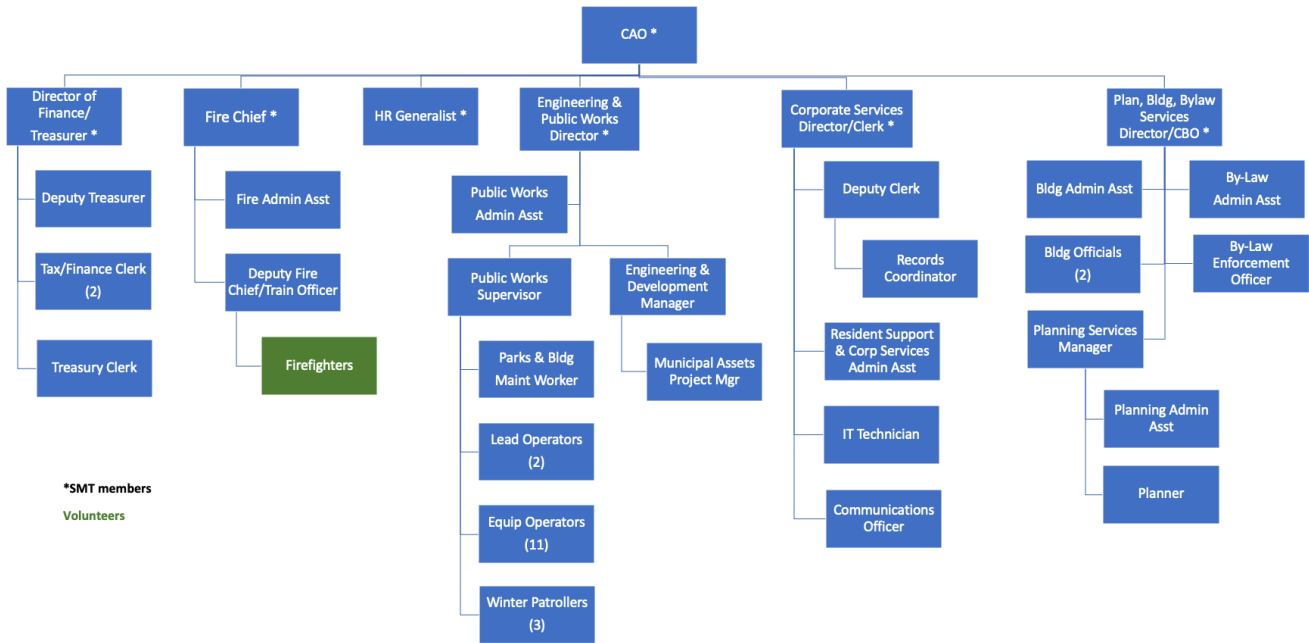 CAO *
Director of
Finance/
Treasurer *
Fire Chief *
HR Generalist *
Engineering &
Public Works
Director *
Corporate Services
Director/Clerk *
Plan, Bldg, Bylaw
Services
Director/CBO *
Deputy Treasurer
Tax/Finance Clerk
(2)
Treasury Clerk
Fire Admin Asst
Deputy Fire
Chief/Train Officer
Firefighters
Public Works
Admin Asst
Public Works
Supervisor
Engineering &
Development
Manager
Parks & Bldg
Maint Worker
Municipal Assets
Project Mgr
Lead Operators
(2)
Equip Operators
(11)
Winter Patrollers
(3)
Deputy Clerk
Records
Coordinator
Resident Support
& Corp Services
Admin Asst
IT Technician
Communications
Officer
Bldg Admin Asst
By-Law
Admin Asst
Bldg Officials
(2)
By-Law
Enforcement
Officer
Planning Services
Manager
Planning Admin
Asst
Planner
*SMT members
Volunteers